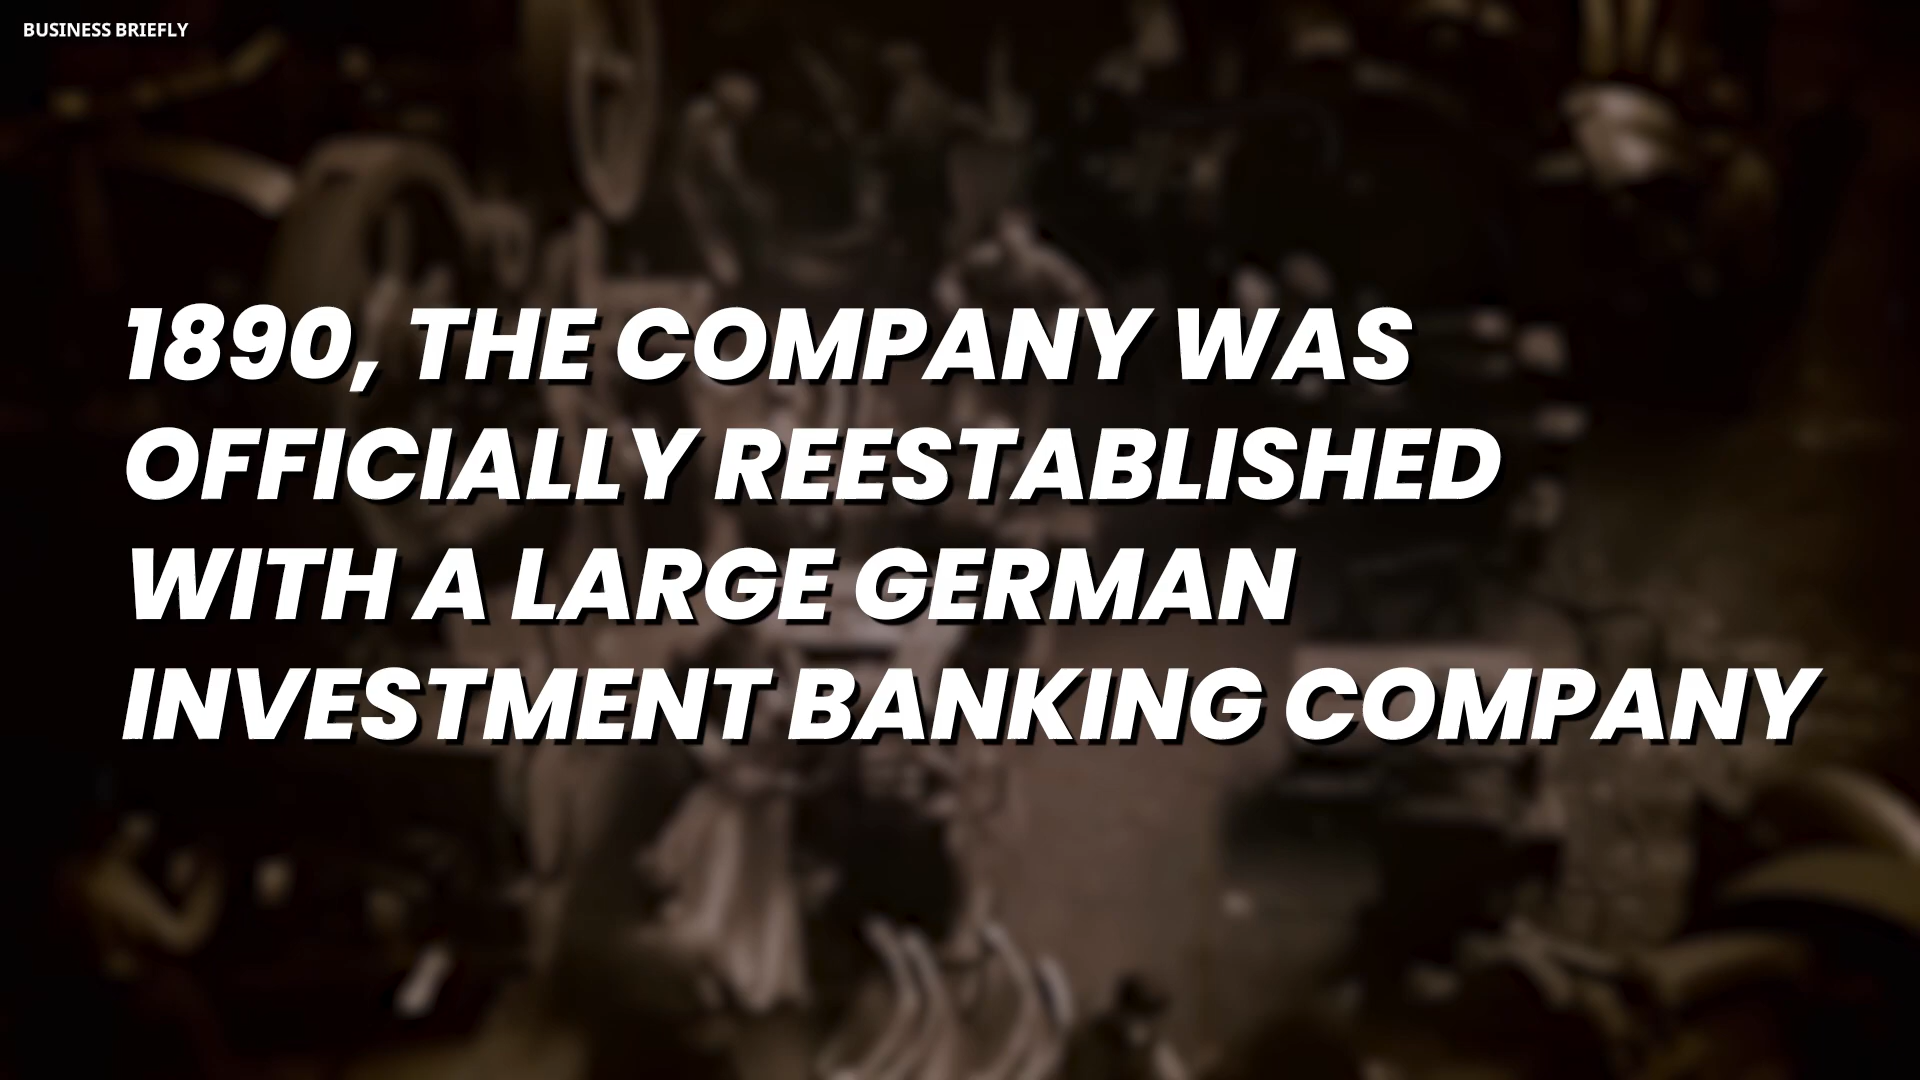 BUSINESS BRIEFLY
1890, THE COMPANY WAS
OFFICIALLY REESTABLISHED
WITH A LARGE GERMAN
INVESTMENT BANKING COMPANY